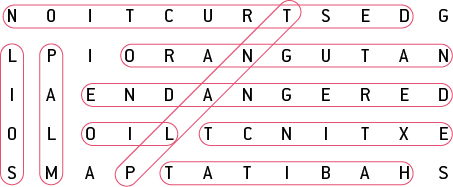 N O I T C U R T S E D G
L P I O R A N G U T A N
I A E N D A N G E R E D
O L O I L T C N I T X E
S M A P T A T I B A H S